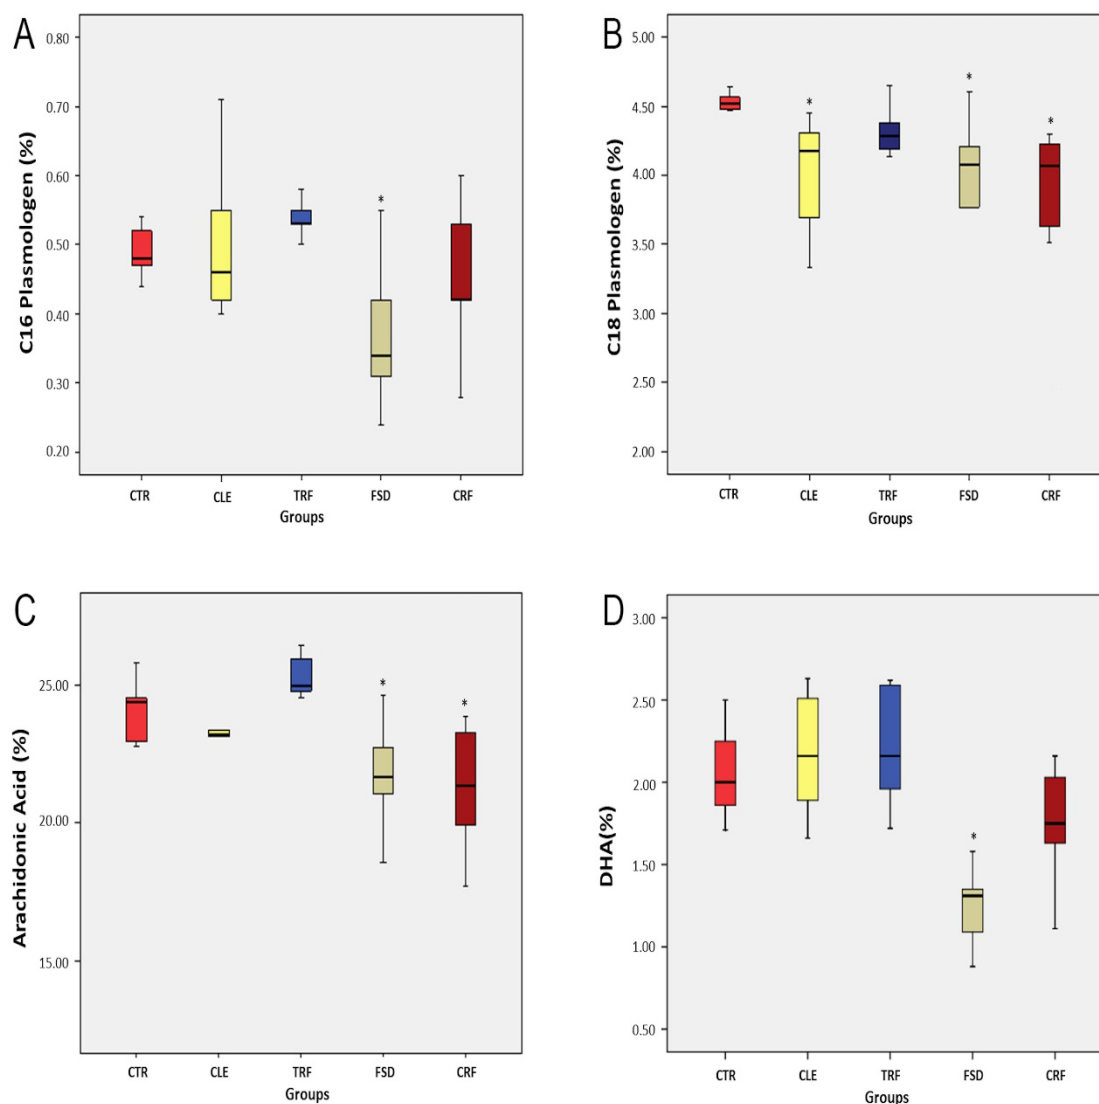 A
C16 Plasmologen (%)
0.80
0.70
0.60
0.50
0.40
0.30
0.20
*
CTR CLE TRF FSD CRF
Groups
B
C18 Plasmologen (%)
5.00
4.50
4.00
3.50
3.00
2.50
2.00
* * *
CTR CLE TRF FSD CRF
Groups
C
Arachidonic Acid (%)
25.00
20.00
15.00
* *
CTR CLE TRF FSD CRF
Groups
D
DHA(%)
3.00
2.50
2.00
1.50
1.00
0.50
*
CTR CLE TRF FSD CRF
Groups